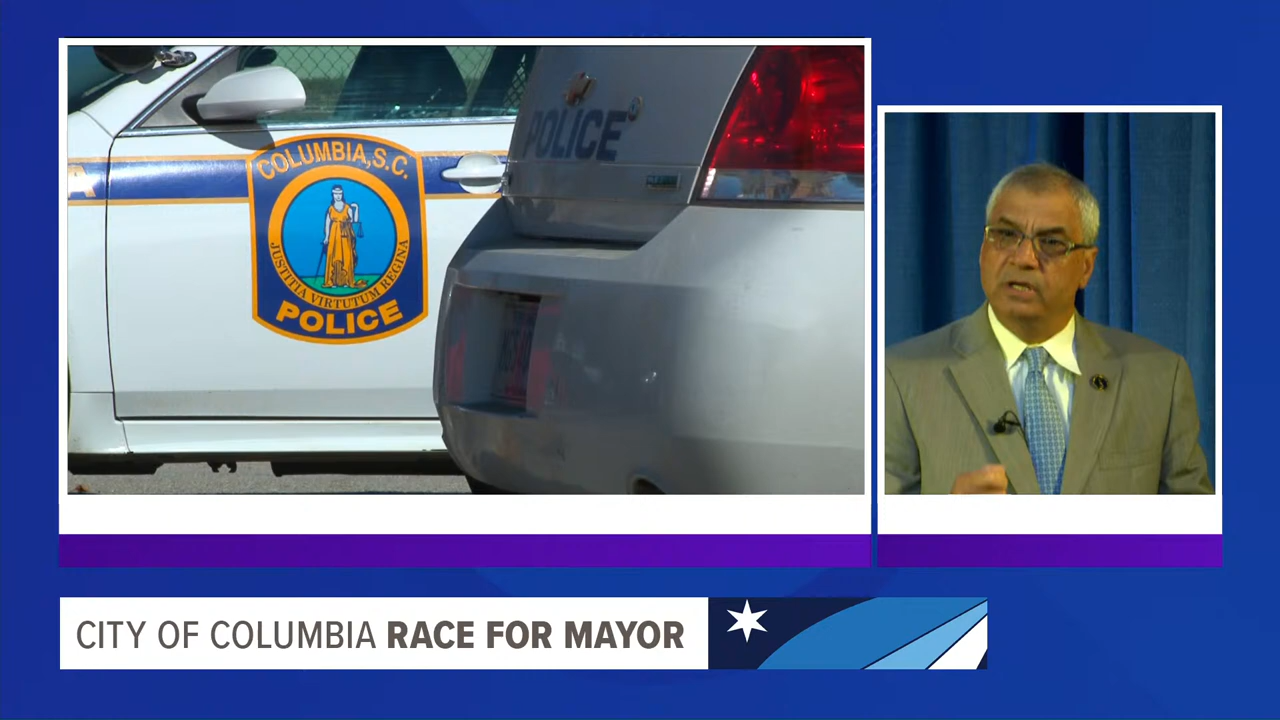 COLUMBIA, S.C.
JUSTITIA VIRTUTUM REGINA
POLICE
POLICE
CITY OF COLUMBIA RACE FOR MAYOR